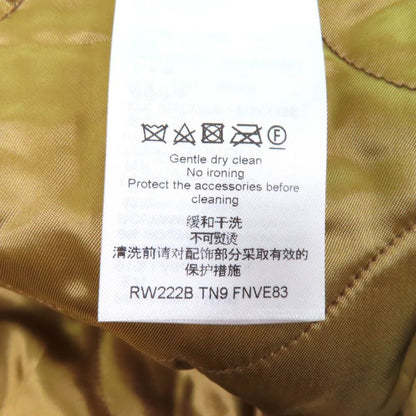 F
Gentle dry clean
No ironing
Protect the accessories before
cleaning
缓和干洗
不可熨烫
清洗前请对配饰部分采取有效的
保护措施
RW222B TN9 FNVE83